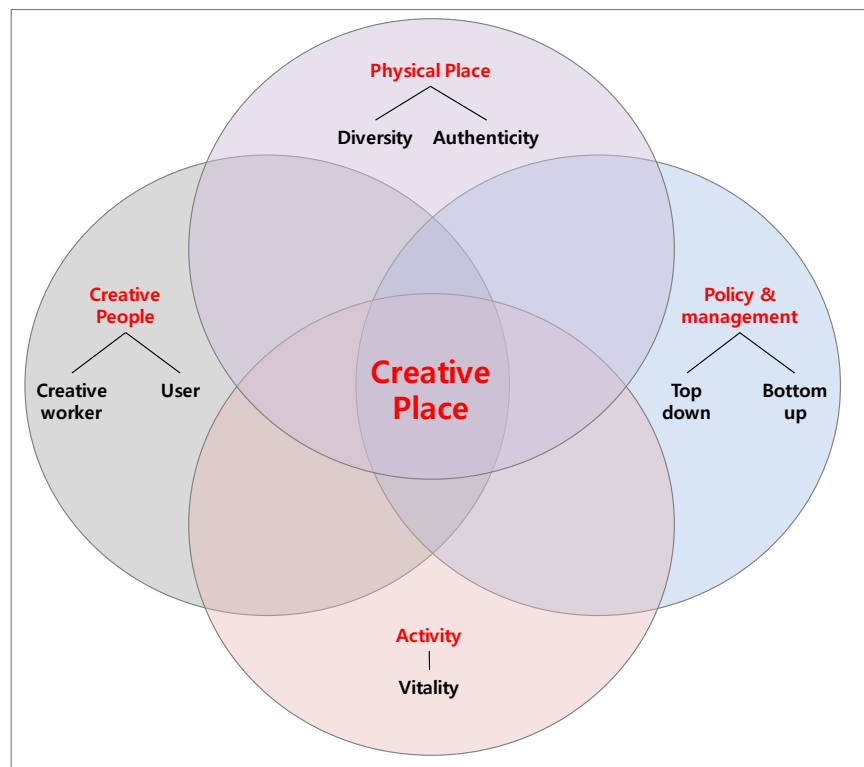 Physical Place
Diversity Authenticity
Creative
People
Creative
worker
User
Policy &
management
Top
down
Bottom
up
Creative
Place
Activity
Vitality